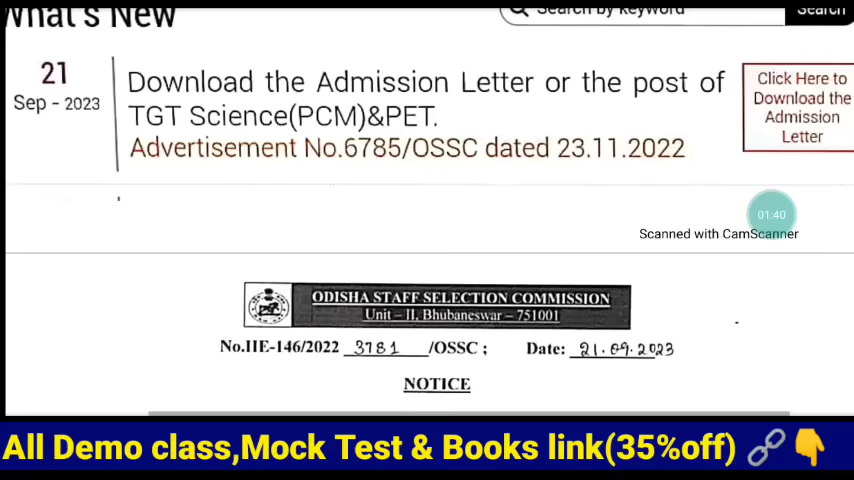 What's New
Search by keyword
Search
21
Sep - 2023
Download the Admission Letter or the post of
TGT Science(PCM)&PET.
Advertisement No.6785/OSSC dated 23.11.2022
Click Here to
Download the
Admission
Letter
01:40
Scanned with CamScanner
ODISHA STAFF SELECTION COMMISSION
Unit – II, Bhubaneswar – 751001
No.IIE-146/2022 3781 /OSSC ; Date: 21.09.2023
NOTICE
All Demo class,Mock Test & Books link(35%off) 🔗👇